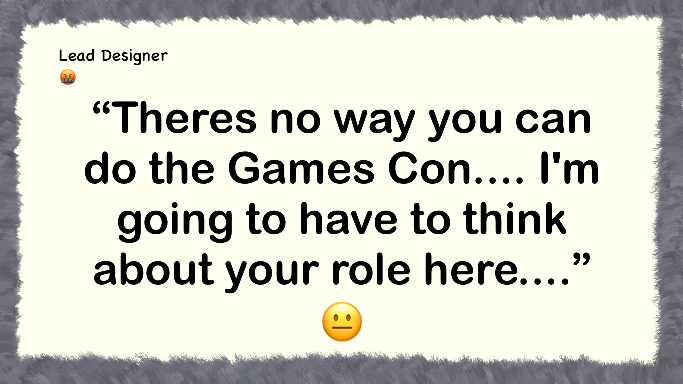 Lead Designer
🤬
“Theres no way you can
do the Games Con.... I'm
going to have to think
about your role here....”
😐